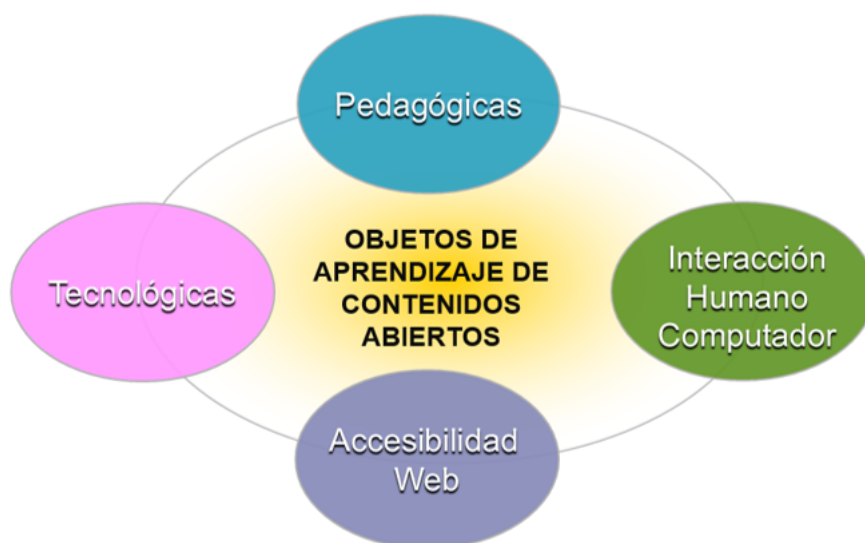 Pedagógicas
Tecnológicas
OBJETOS DE
APRENDIZAJE DE
CONTENIDOS
ABIERTOS
Interacción
Humano
Computador
Accesibilidad
Web